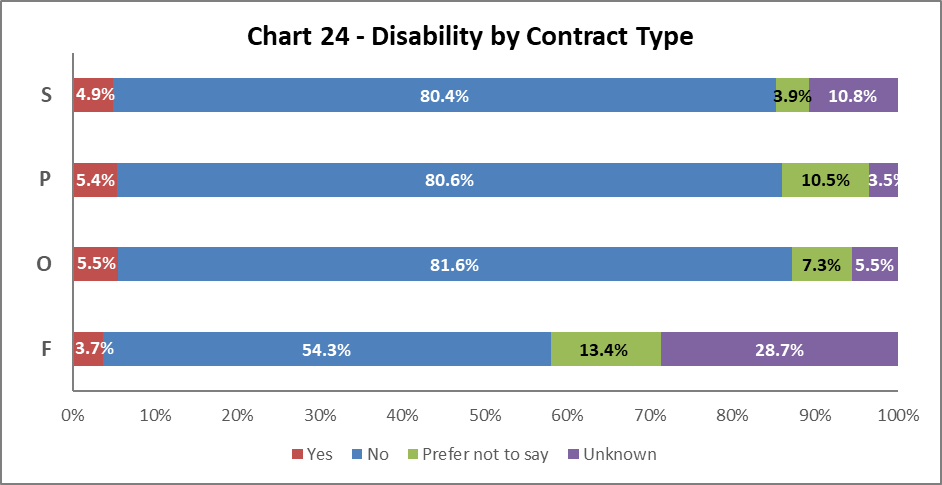 Chart 24 - Disability by Contract Type
S 4.9% 80.4% 3.9% 10.8%
P 5.4% 80.6% 10.5% 3.5%
O 5.5% 81.6% 7.3% 5.5%
F 3.7% 54.3% 13.4% 28.7%
0% 10% 20% 30% 40% 50% 60% 70% 80% 90% 100%
Yes No Prefer not to say Unknown